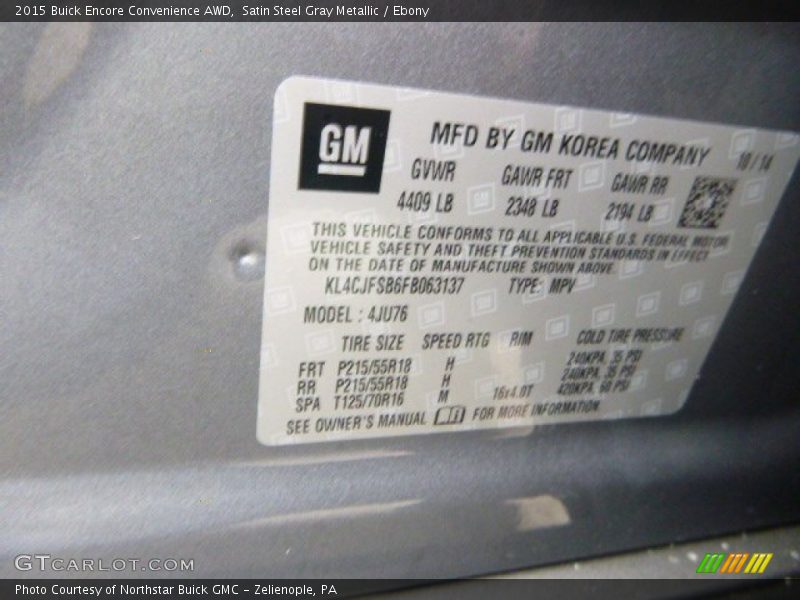 2015 Buick Encore Convenience AWD, Satin Steel Gray Metallic / Ebony
GM
MFD BY GM KOREA COMPANY 10/14
GVWR GAWR FRT GAWR RR
4409 LB 2348 LB 2194 LB
THIS VEHICLE CONFORMS TO ALL APPLICABLE U.S. FEDERAL MOTOR
VEHICLE SAFETY AND THEFT PREVENTION STANDARDS IN EFFECT
ON THE DATE OF MANUFACTURE SHOWN ABOVE.
KL4CJFSB6FB063137 TYPE: MPV
MODEL : 4JU76
TIRE SIZE SPEED RTG RIM COLD TIRE PRESSURE
FRT P215/55R18 H 240KPA, 35 PSI
RR P215/55R18 H 240KPA, 35 PSI
SPA T125/70R16 M 16x4.0T 420KPA, 60 PSI
SEE OWNER'S MANUAL FOR MORE INFORMATION
GTCARLOT.COM
Photo Courtesy of Northstar Buick GMC – Zelienople, PA